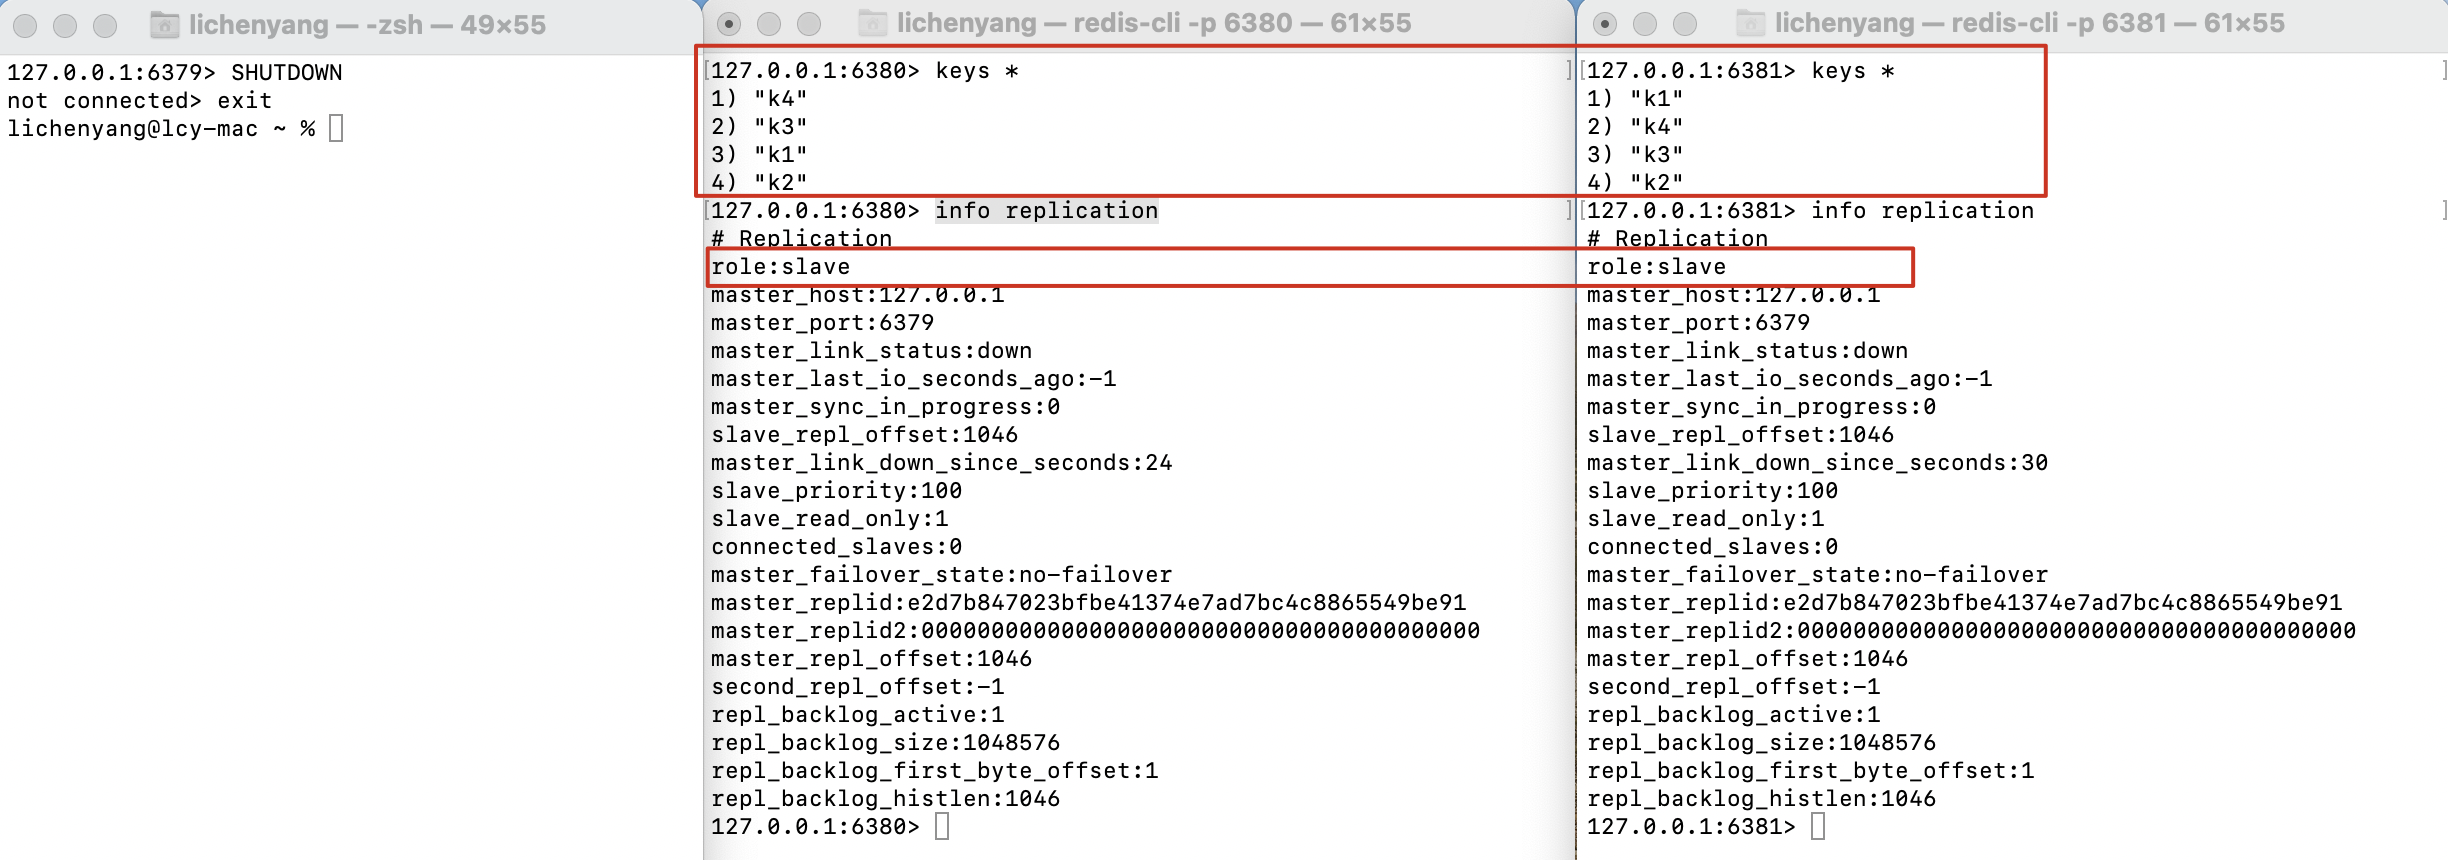 lichenyang — -zsh — 49×55
127.0.0.1:6379> SHUTDOWN
not connected> exit
lichenyang@lcy-mac ~ %
lichenyang — redis-cli -p 6380 — 61×55
[127.0.0.1:6380> keys * ]
1) "k4"
2) "k3"
3) "k1"
4) "k2"
[127.0.0.1:6380> info replication ]
# Replication
role:slave
master_host:127.0.0.1
master_port:6379
master_link_status:down
master_last_io_seconds_ago:-1
master_sync_in_progress:0
slave_repl_offset:1046
master_link_down_since_seconds:24
slave_priority:100
slave_read_only:1
connected_slaves:0
master_failover_state:no-failover
master_replid:e2d7b847023bfbe41374e7ad7bc4c8865549be91
master_replid2:0000000000000000000000000000000000000000
master_repl_offset:1046
second_repl_offset:-1
repl_backlog_active:1
repl_backlog_size:1048576
repl_backlog_first_byte_offset:1
repl_backlog_histlen:1046
127.0.0.1:6380>
lichenyang — redis-cli -p 6381 — 61×55
[127.0.0.1:6381> keys * ]
1) "k1"
2) "k4"
3) "k3"
4) "k2"
[127.0.0.1:6381> info replication ]
# Replication
role:slave
master_host:127.0.0.1
master_port:6379
master_link_status:down
master_last_io_seconds_ago:-1
master_sync_in_progress:0
slave_repl_offset:1046
master_link_down_since_seconds:30
slave_priority:100
slave_read_only:1
connected_slaves:0
master_failover_state:no-failover
master_replid:e2d7b847023bfbe41374e7ad7bc4c8865549be91
master_replid2:0000000000000000000000000000000000000000
master_repl_offset:1046
second_repl_offset:-1
repl_backlog_active:1
repl_backlog_size:1048576
repl_backlog_first_byte_offset:1
repl_backlog_histlen:1046
127.0.0.1:6381>